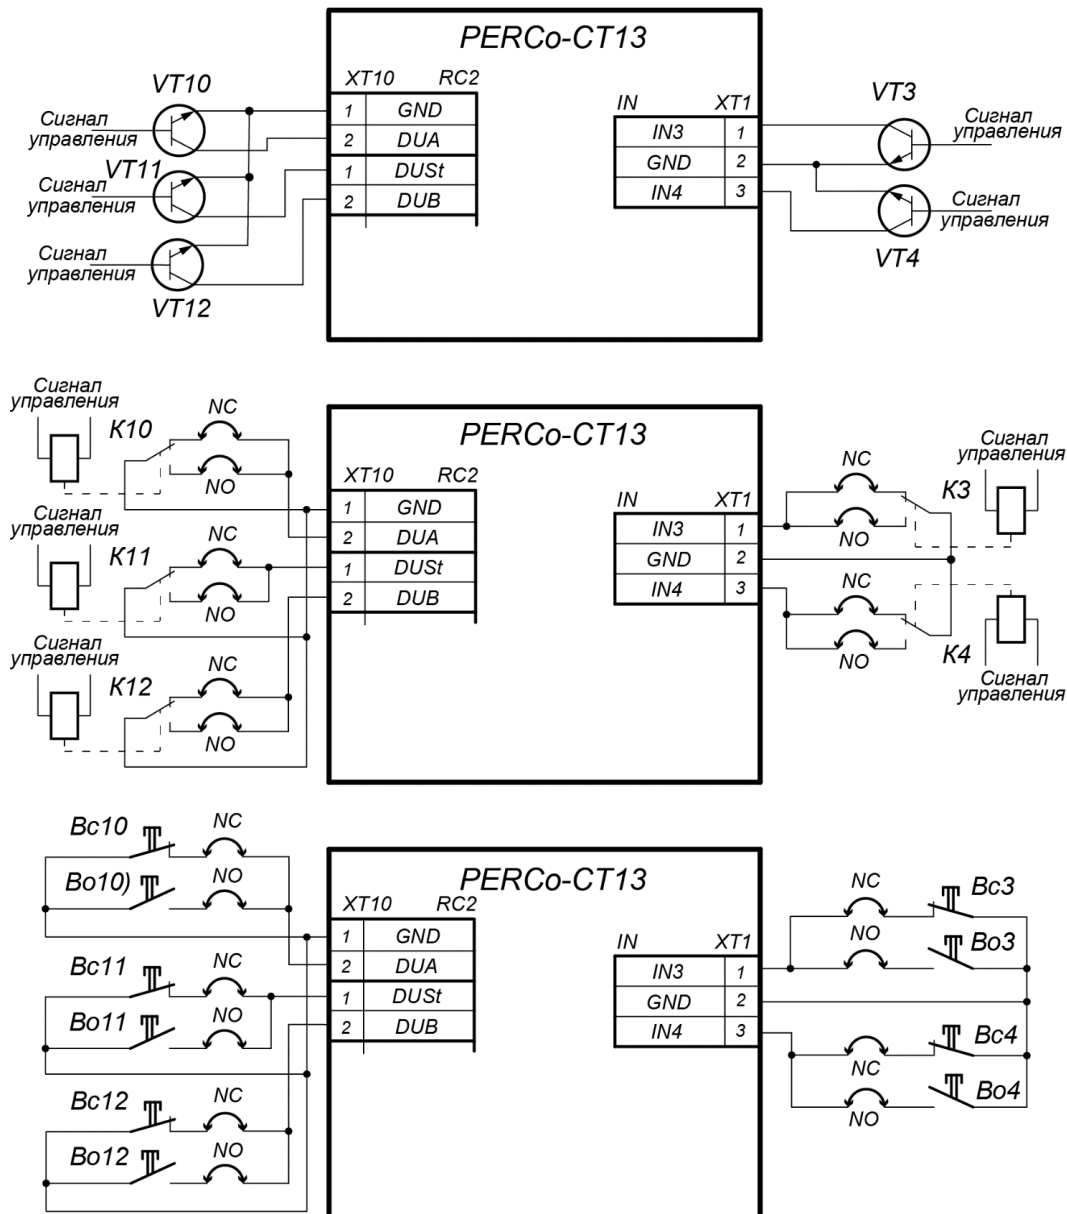 PERCo-CT13
XT10 RC2
1 GND
2 DUA
1 DUSt
2 DUB
IN XT1
IN3 1
GND 2
IN4 3
VT10
Сигнал
управления
VT11
Сигнал
управления
Сигнал
управления
VT12
VT3
Сигнал
управления
Сигнал
управления
VT4
PERCo-CT13
XT10 RC2
1 GND
2 DUA
1 DUSt
2 DUB
IN XT1
IN3 1
GND 2
IN4 3
Сигнал
управления
K10
NC
NO
Сигнал
управления
K11
NC
NO
Сигнал
управления
K12
NC
NO
NC
K3
NO
Сигнал
управления
NC
K4
NO
Сигнал
управления
PERCo-CT13
XT10 RC2
1 GND
2 DUA
1 DUSt
2 DUB
IN XT1
IN3 1
GND 2
IN4 3
Bc10 NC
Bo10) NO
Bc11 NC
Bo11 NO
Bc12 NC
Bo12 NO
NC Bc3
NO Bo3
Bc4
NC
Bo4
NO